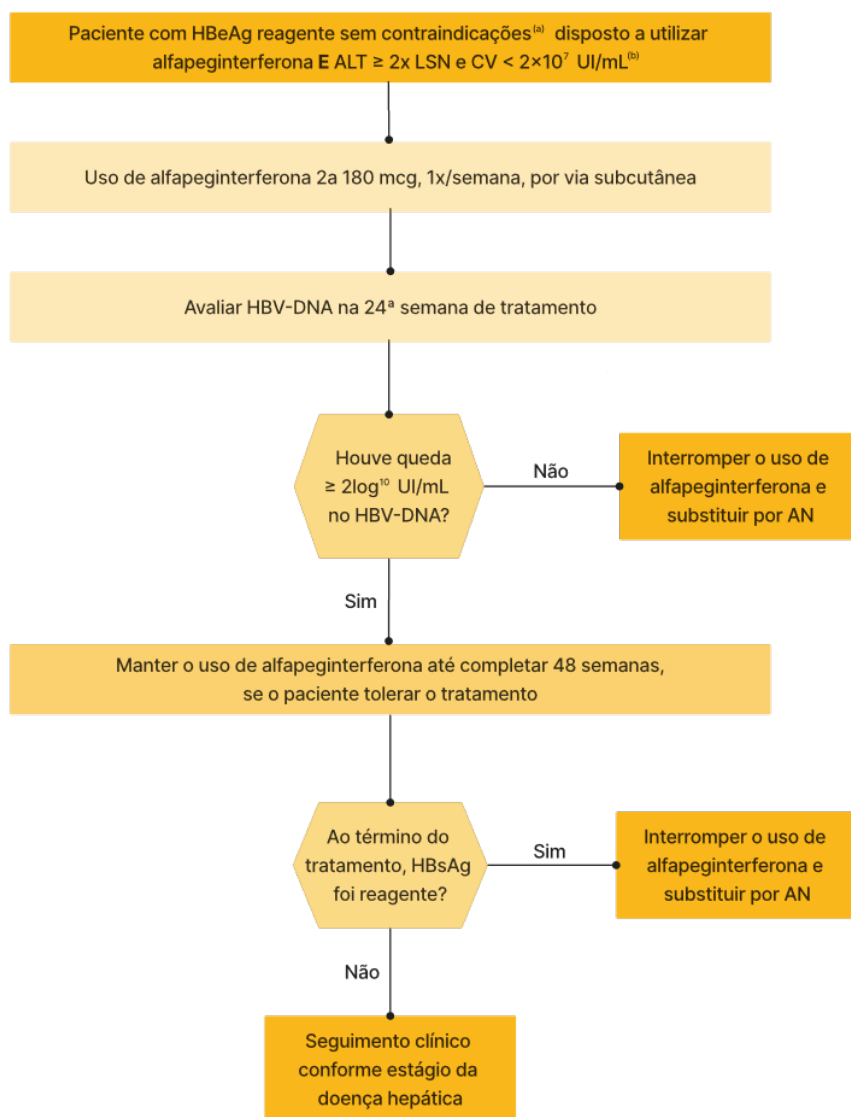 Paciente com HBeAg reagente sem contraindicações⁽ᵃ⁾ disposto a utilizar
alfapeginterferona E ALT ≥ 2x LSN e CV < 2×10⁷ UI/mL⁽ᵇ⁾
Uso de alfapeginterferona 2a 180 mcg, 1x/semana, por via subcutânea
Avaliar HBV-DNA na 24ª semana de tratamento
Houve queda
≥ 2log¹⁰ UI/mL
no HBV-DNA?
Não
Interromper o uso de
alfapeginterferona e
substituir por AN
Sim
Manter o uso de alfapeginterferona até completar 48 semanas,
se o paciente tolerar o tratamento
Ao término do
tratamento, HBsAg
foi reagente?
Sim
Interromper o uso de
alfapeginterferona e
substituir por AN
Não
Seguimento clínico
conforme estágio da
doença hepática